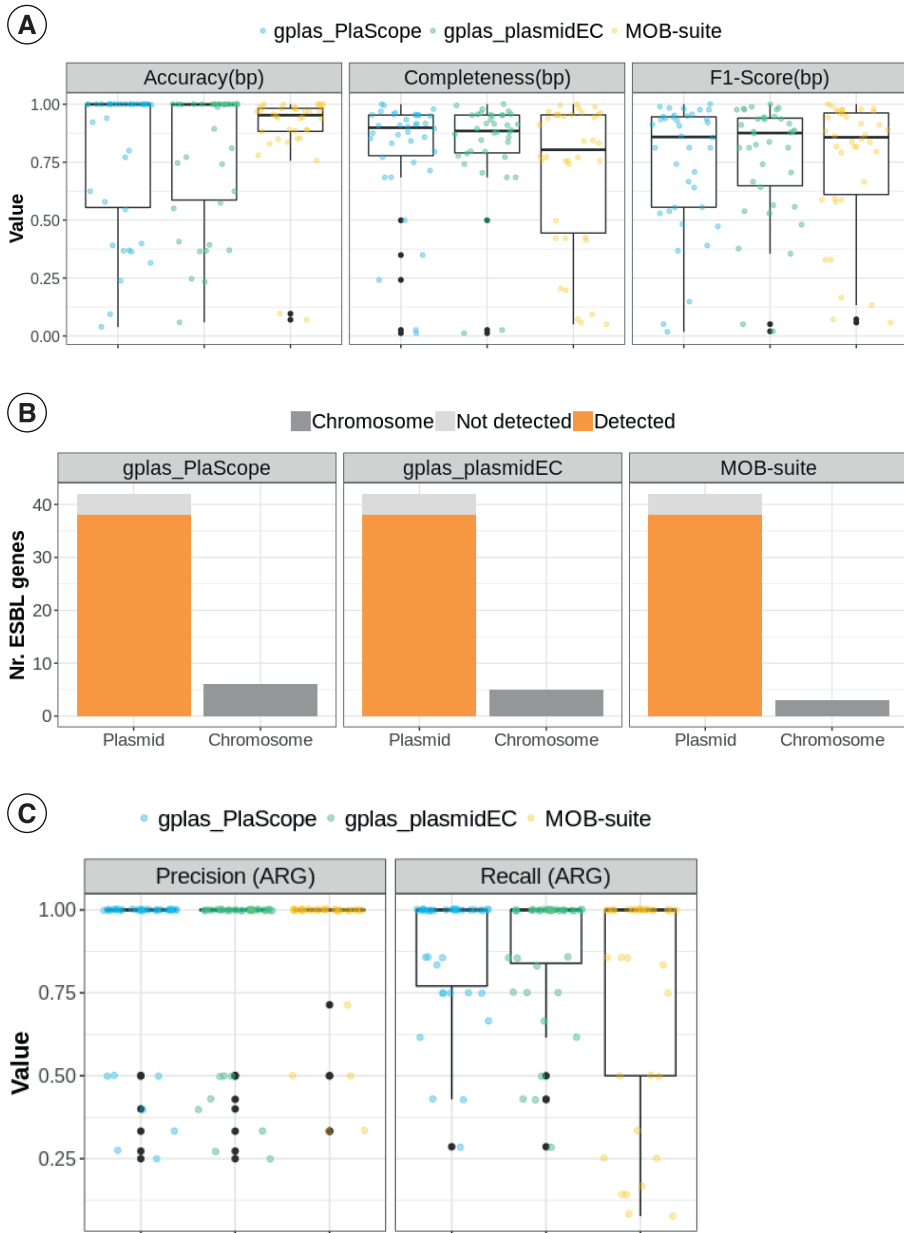 A
gplas_PlaScope gplas_plasmidEC MOB-suite
Accuracy(bp) Completeness(bp) F1-Score(bp)
1.00
0.75
0.50
0.25
0.00
Value
B
Chromosome Not detected Detected
gplas_PlaScope gplas_plasmidEC MOB-suite
40
30
20
10
0
Nr. ESBL genes
Plasmid Chromosome Plasmid Chromosome Plasmid Chromosome
C
gplas_PlaScope gplas_plasmidEC MOB-suite
Precision (ARG) Recall (ARG)
1.00
0.75
0.50
0.25
Value